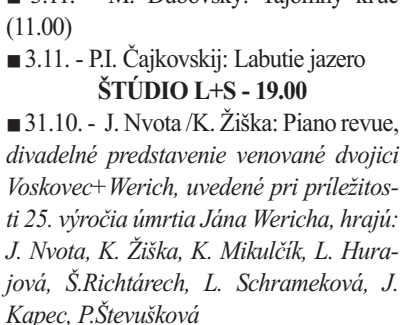 (11.00)
■ 3.11. - P.I. Čajkovskij: Labutie jazero
ŠTÚDIO L+S - 19.00
■ 31.10. - J. Nvota /K. Žiška: Piano revue,
divadelné predstavenie venované dvojici
Voskovec+Werich, uvedené pri príležitos-
ti 25. výročia úmrtia Jána Wericha, hrajú:
J. Nvota, K. Žiška, K. Mikulčík, L. Hura-
jová, Š.Richtárech, L. Schrameková, J.
Kapec, P.Števušková